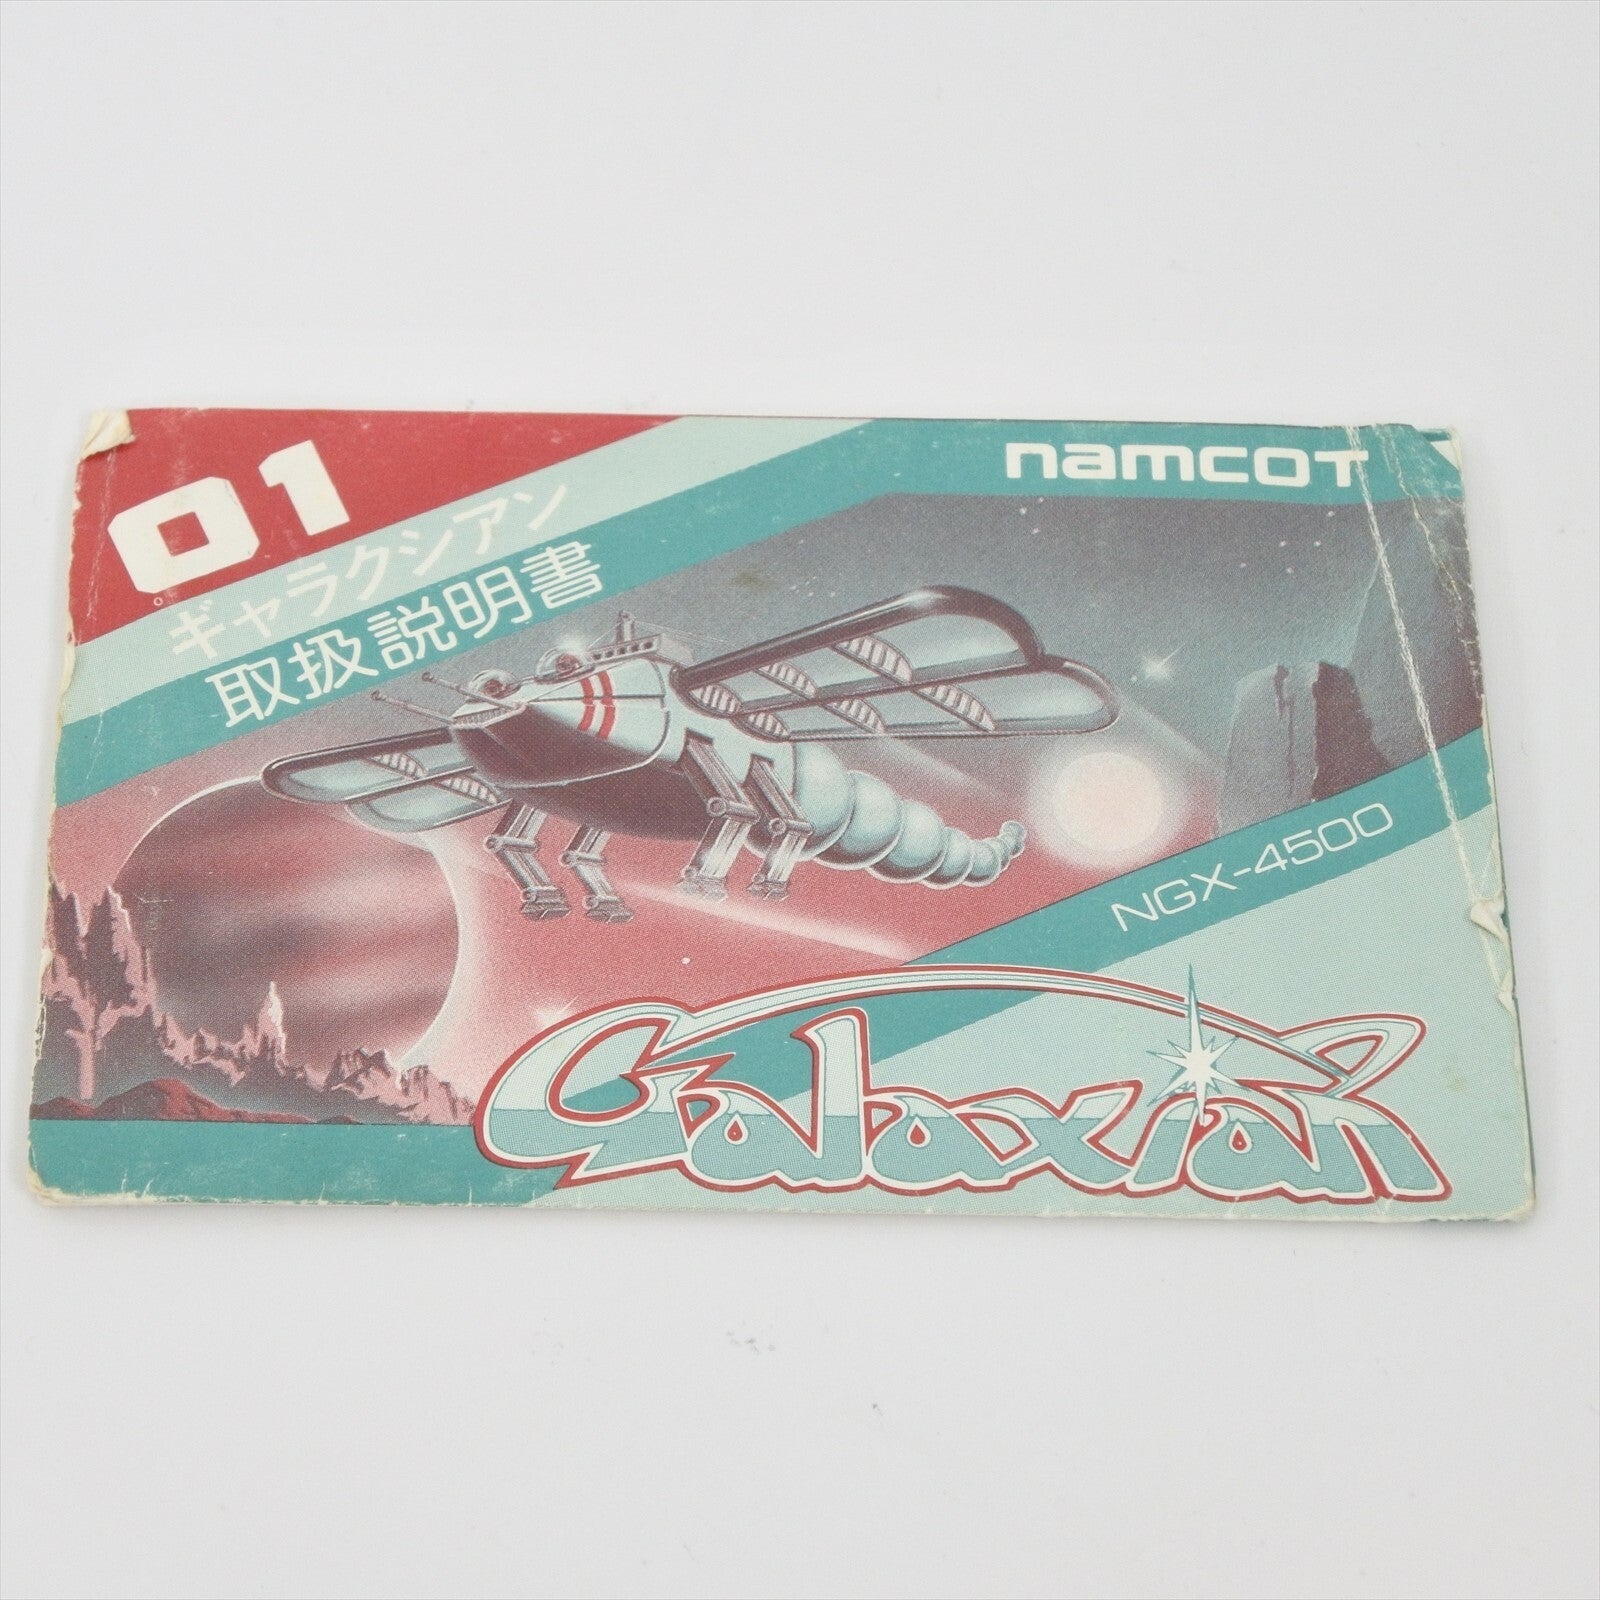 01
ギャラクシアン
取扱説明書
namcoT
NGX-4500
Galaxian